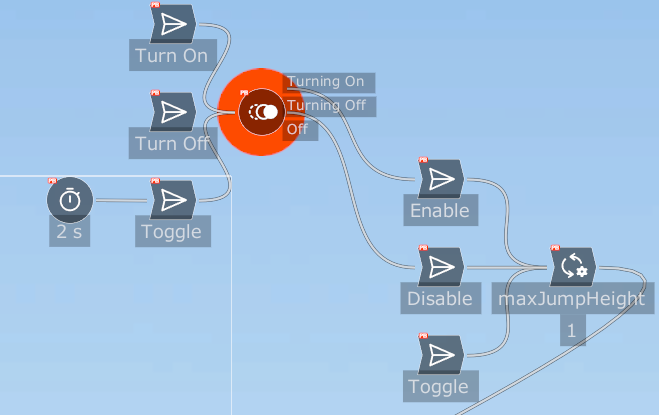 Turn On
Turning On
Turning Off
Off
Turn Off
Enable
2 s
Toggle
Disable
maxJumpHeight
1
Toggle